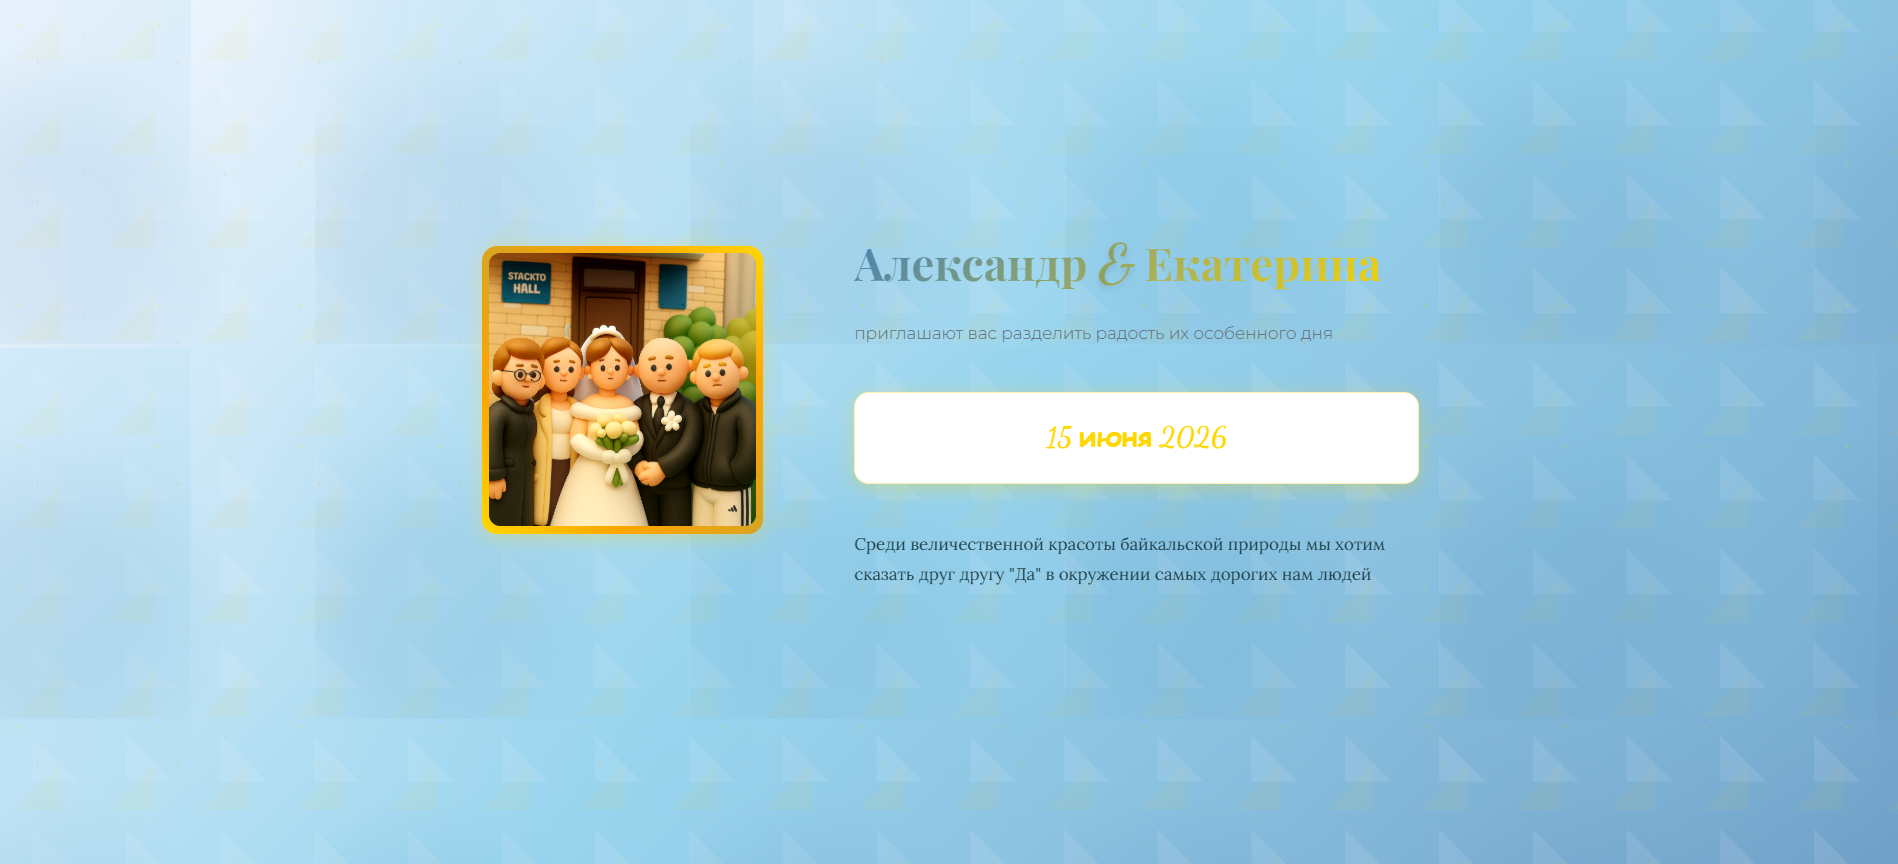 STACKTO
HALL
Александр & Екатерина
приглашают вас разделить радость их особенного дня
15 июня 2026
Среди величественной красоты байкальской природы мы хотим
сказать друг другу "Да" в окружении самых дорогих нам людей